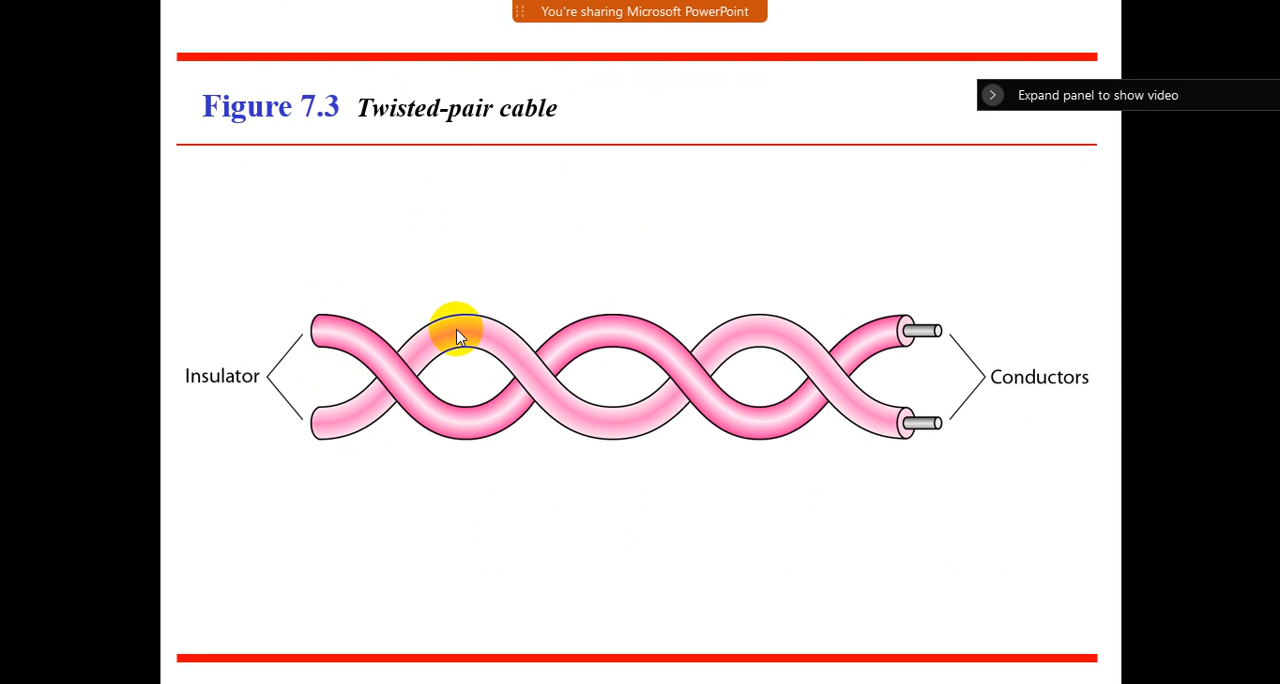 You're sharing Microsoft PowerPoint
Expand panel to show video
Figure 7.3 Twisted-pair cable
Insulator
Conductors